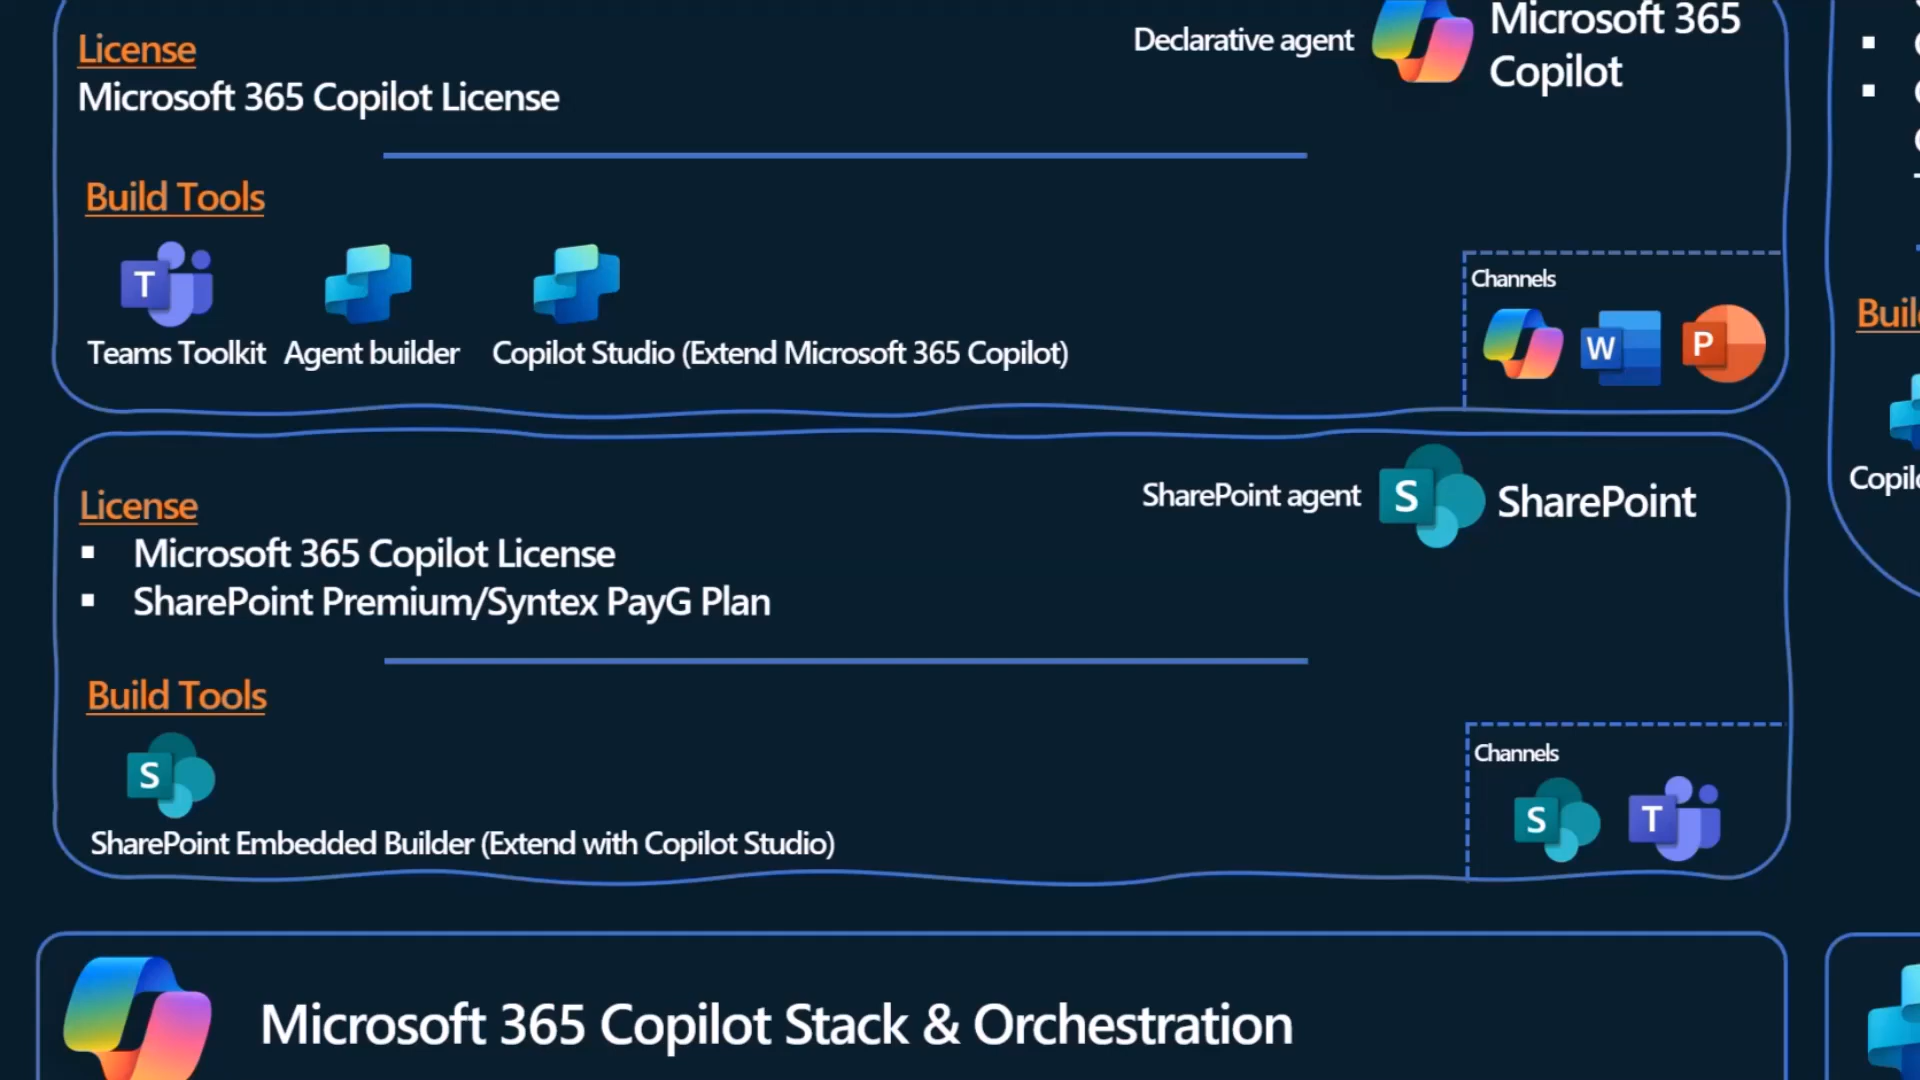 License
Microsoft 365 Copilot License
Declarative agent
Microsoft 365
Copilot
Build Tools
T
Teams Toolkit
Agent builder
Copilot Studio (Extend Microsoft 365 Copilot)
Channels
W
P
License
▪ Microsoft 365 Copilot License
▪ SharePoint Premium/Syntex PayG Plan
SharePoint agent
S
SharePoint
Build Tools
S
SharePoint Embedded Builder (Extend with Copilot Studio)
Channels
S
T
Microsoft 365 Copilot Stack & Orchestration